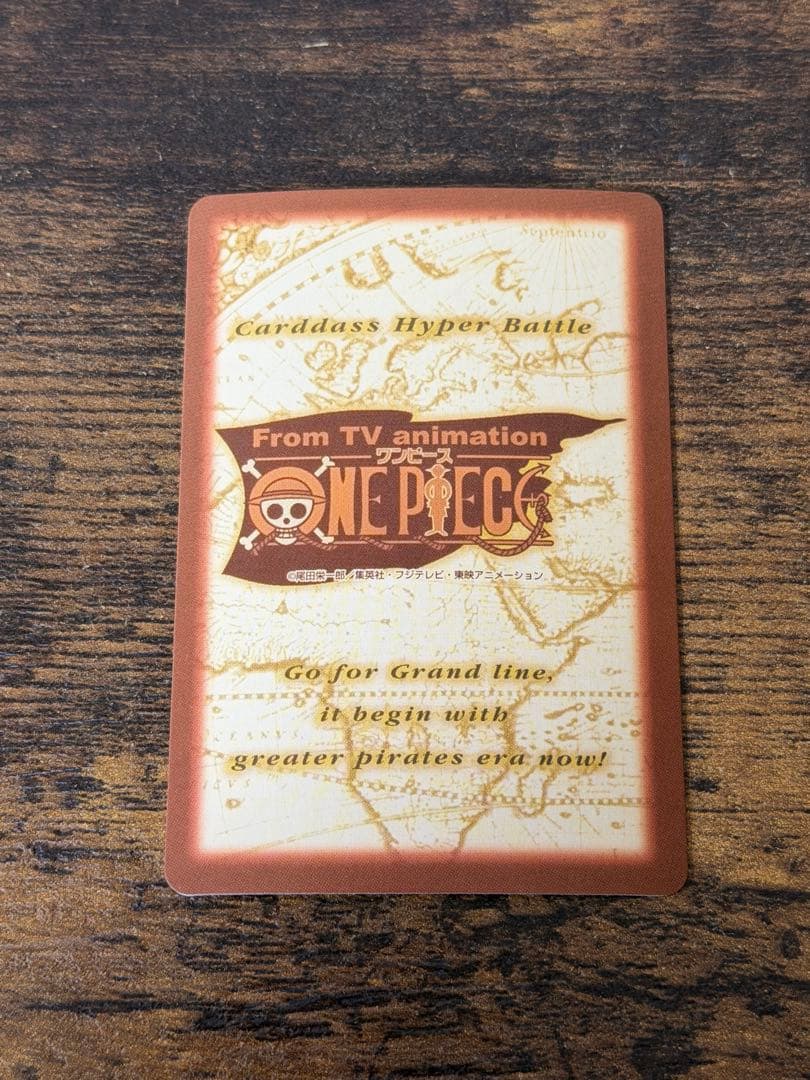 Septentrio
Carddass Hyper Battle
From TV animation
ワンピース
ONE PIECE
©尾田栄一郎／集英社・フジテレビ・東映アニメーション
Go for Grand line,
it begin with
greater pirates era now!